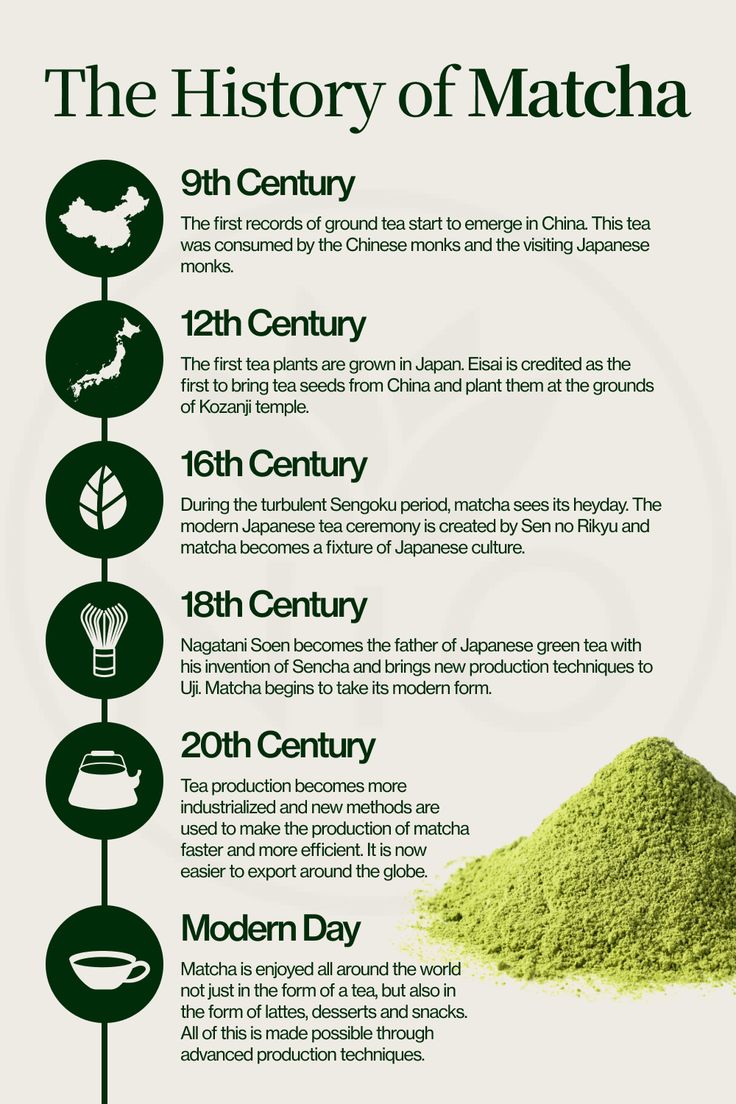 The History of Matcha
9th Century
The first records of ground tea start to emerge in China. This tea
was consumed by the Chinese monks and the visiting Japanese
monks.
12th Century
The first tea plants are grown in Japan. Eisai is credited as the
first to bring tea seeds from China and plant them at the grounds
of Kozanji temple.
16th Century
During the turbulent Sengoku period, matcha sees its heyday. The
modern Japanese tea ceremony is created by Sen no Rikyu and
matcha becomes a fixture of Japanese culture.
18th Century
Nagatani Soen becomes the father of Japanese green tea with
his invention of Sencha and brings new production techniques to
Uji. Matcha begins to take its modern form.
20th Century
Tea production becomes more
industrialized and new methods are
used to make the production of matcha
faster and more efficient. It is now
easier to export around the globe.
Modern Day
Matcha is enjoyed all around the world
not just in the form of a tea, but also in
the form of lattes, desserts and snacks.
All of this is made possible through
advanced production techniques.